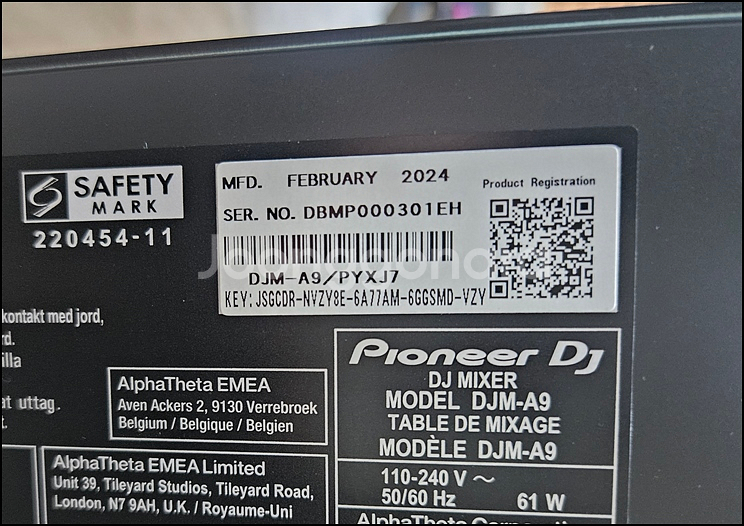 SAFETY
MARK
220454-11
MFD. FEBRUARY 2024
Product Registration
SER. NO. DBMP000301EH
DJM-A9/PYXJ7
KEY:JSGCDR-NVZY8E-6A77AM-6GGSMD-VZY
Joonggonara
kontakt med jord,
rd.
illa
at uttag.
t.
AlphaTheta EMEA
Aven Ackers 2, 9130 Verrebroek
Belgium / Belgique / Belgien
AlphaTheta EMEA Limited
Unit 39, Tileyard Studios, Tileyard Road,
London, N7 9AH, U.K. / Royaume-Uni
Pioneer Dj
DJ MIXER
MODEL DJM-A9
TABLE DE MIXAGE
MODÈLE DJM-A9
110-240 V ~
50/60 Hz 61 W
AlphaTheta Corporation